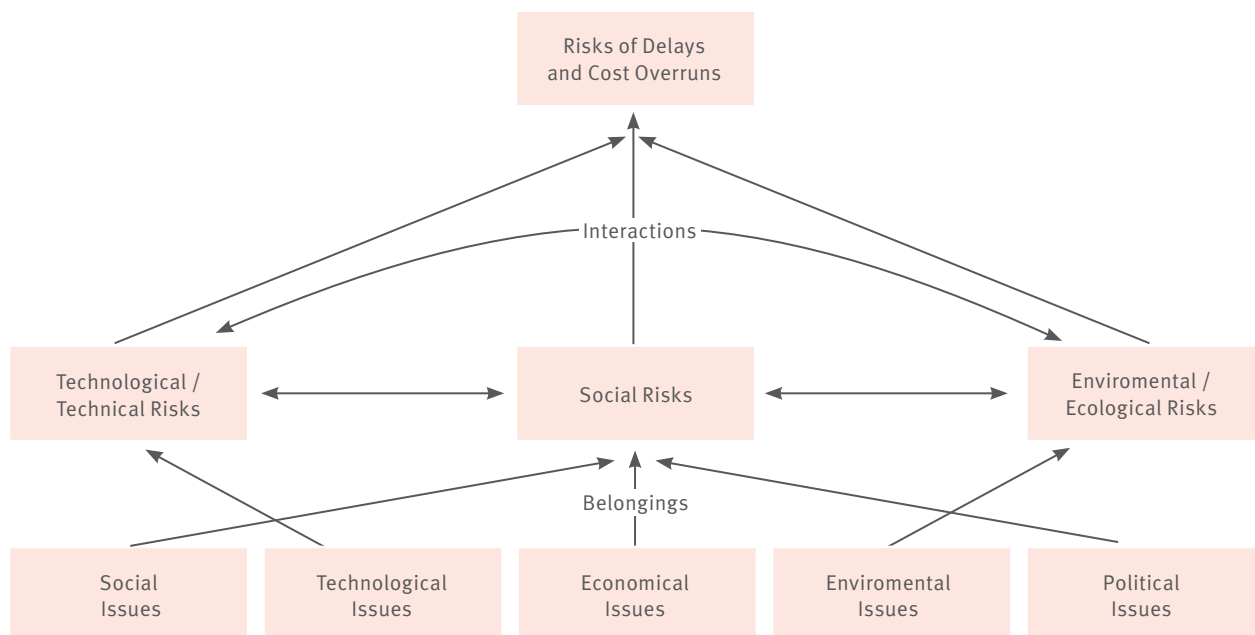 Risks of Delays
and Cost Overruns
Interactions
Technological /
Technical Risks
Social Risks
Enviromental /
Ecological Risks
Belongings
Social
Issues
Technological
Issues
Economical
Issues
Enviromental
Issues
Political
Issues